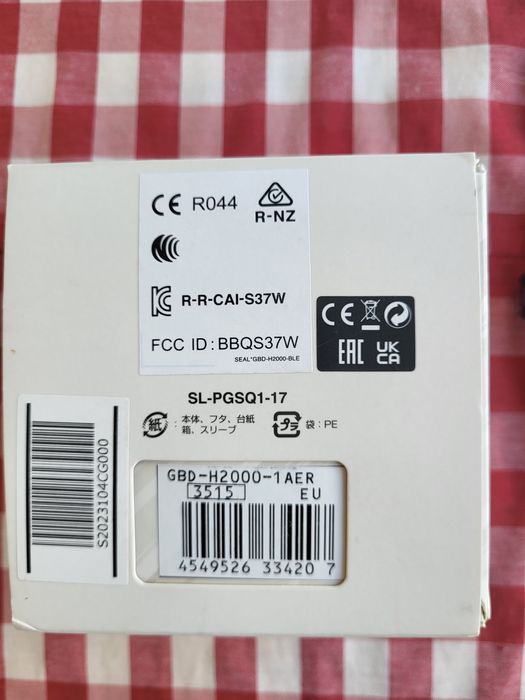 CE R044
R-NZ
R-R-CAI-S37W
FCC ID : BBQS37W
SEAL*GBD-H2000-BLE
CE
EAC UK
CA
SL-PGSQ1-17
紙 : 本体、フタ、台紙
箱、スリーブ
プラ 袋 : PE
S2023104CG000
GBD-H2000-1AER
3515 EU
4549526 33420 7